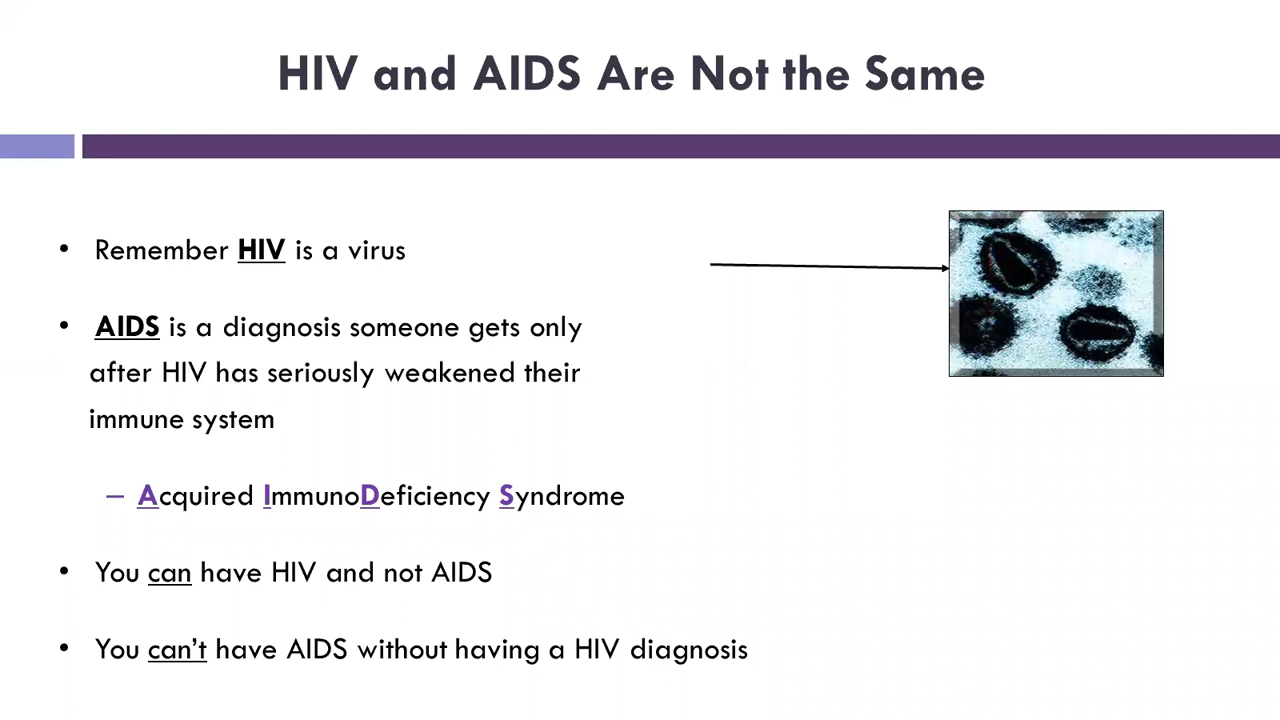 HIV and AIDS Are Not the Same
• Remember HIV is a virus
• AIDS is a diagnosis someone gets only
after HIV has seriously weakened their
immune system
– Acquired ImmunoDeficiency Syndrome
• You can have HIV and not AIDS
• You can’t have AIDS without having a HIV diagnosis